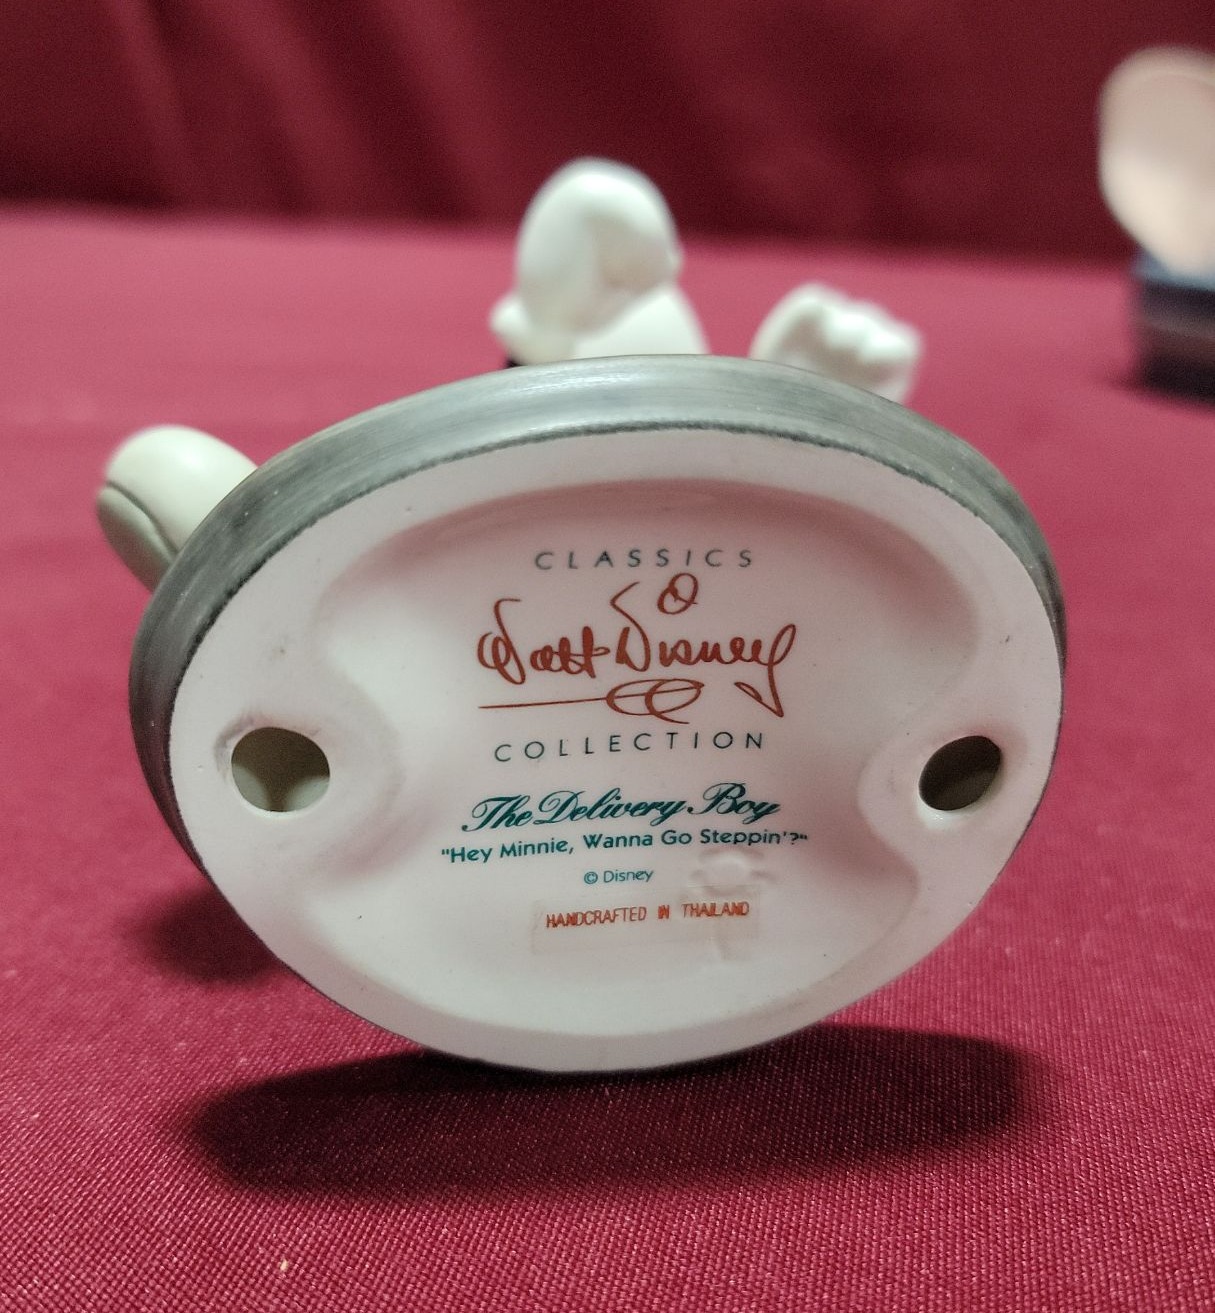 CLASSICS
Walt Disney
COLLECTION
The Delivery Boy
"Hey Minnie, Wanna Go Steppin'?"
© Disney
HANDCRAFTED IN THAILAND